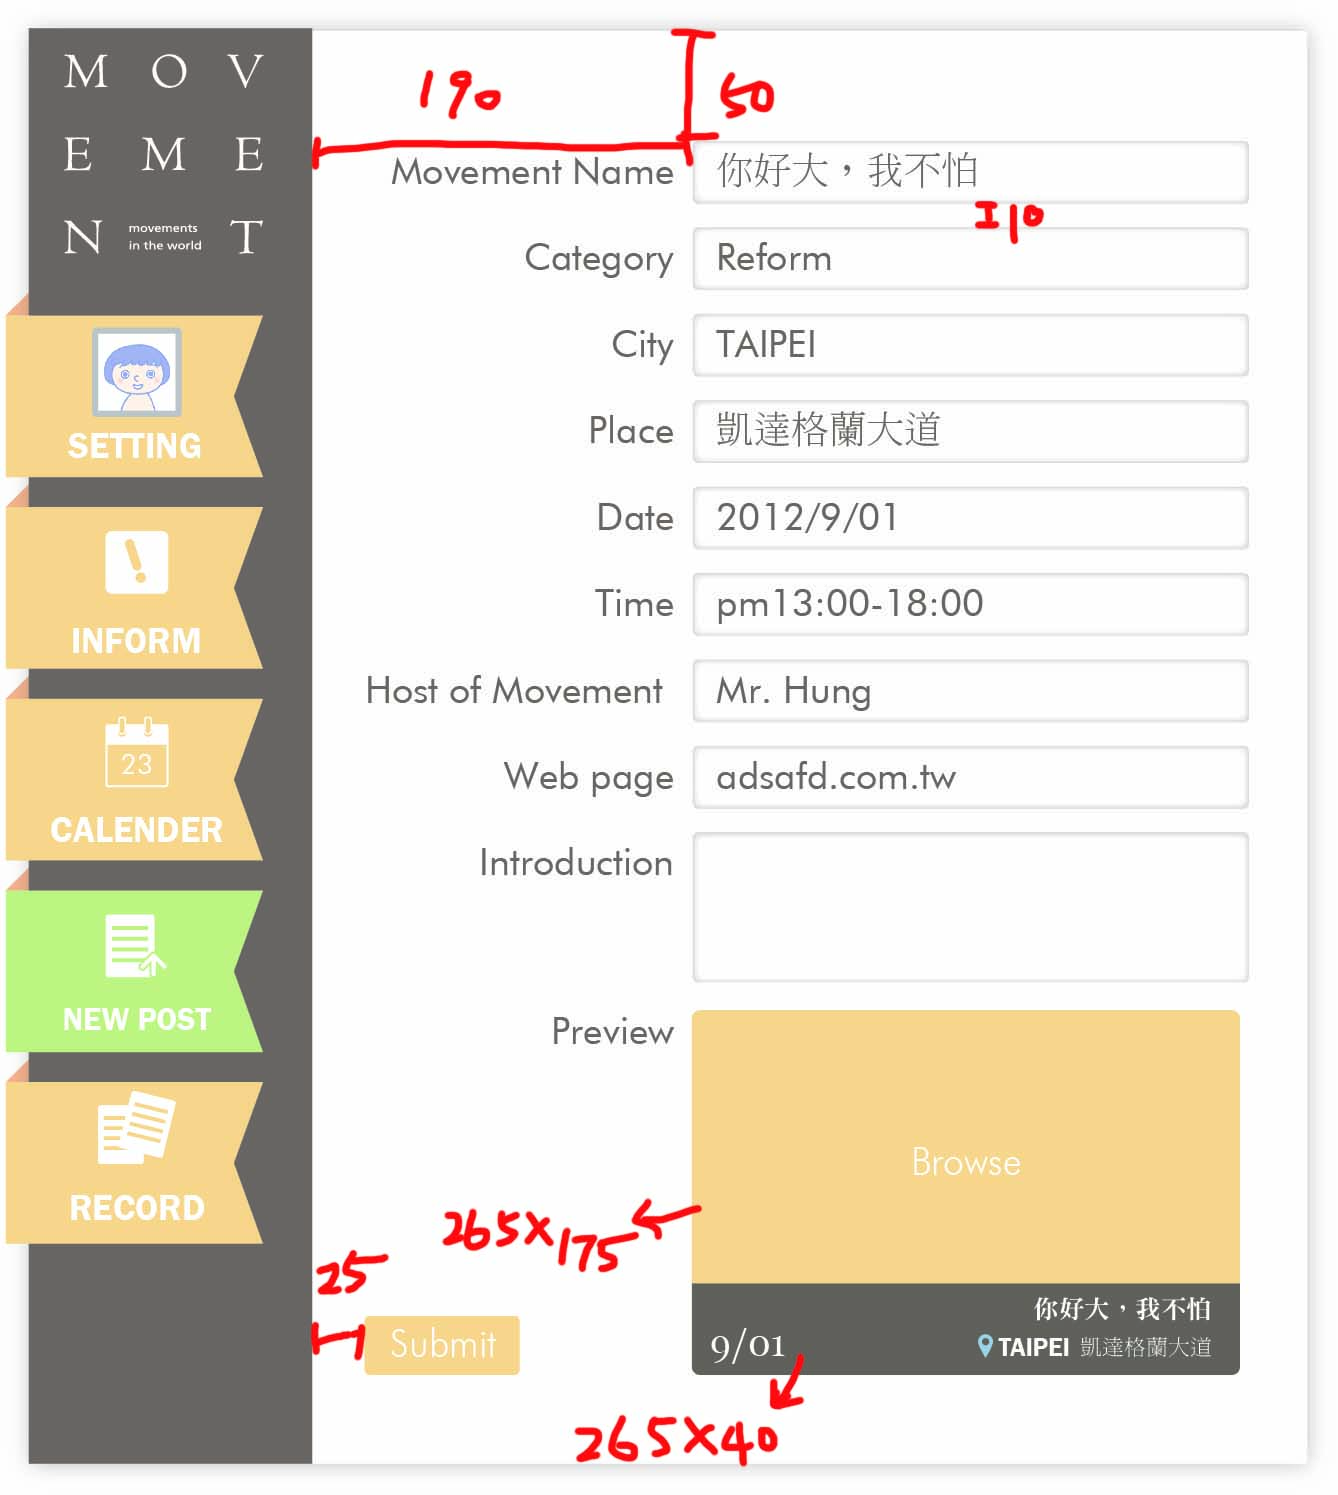 M O V
E M E
N movements in the world T
SETTING
INFORM
23
CALENDER
NEW POST
RECORD
190
50
Movement Name 你好大，我不怕
10
Category Reform
City TAIPEI
Place 凱達格蘭大道
Date 2012/9/01
Time pm13:00-18:00
Host of Movement Mr. Hung
Web page adsafd.com.tw
Introduction
Preview
Browse
265x175
25
Submit
你好大，我不怕
9/01 TAIPEI 凱達格蘭大道
265x40